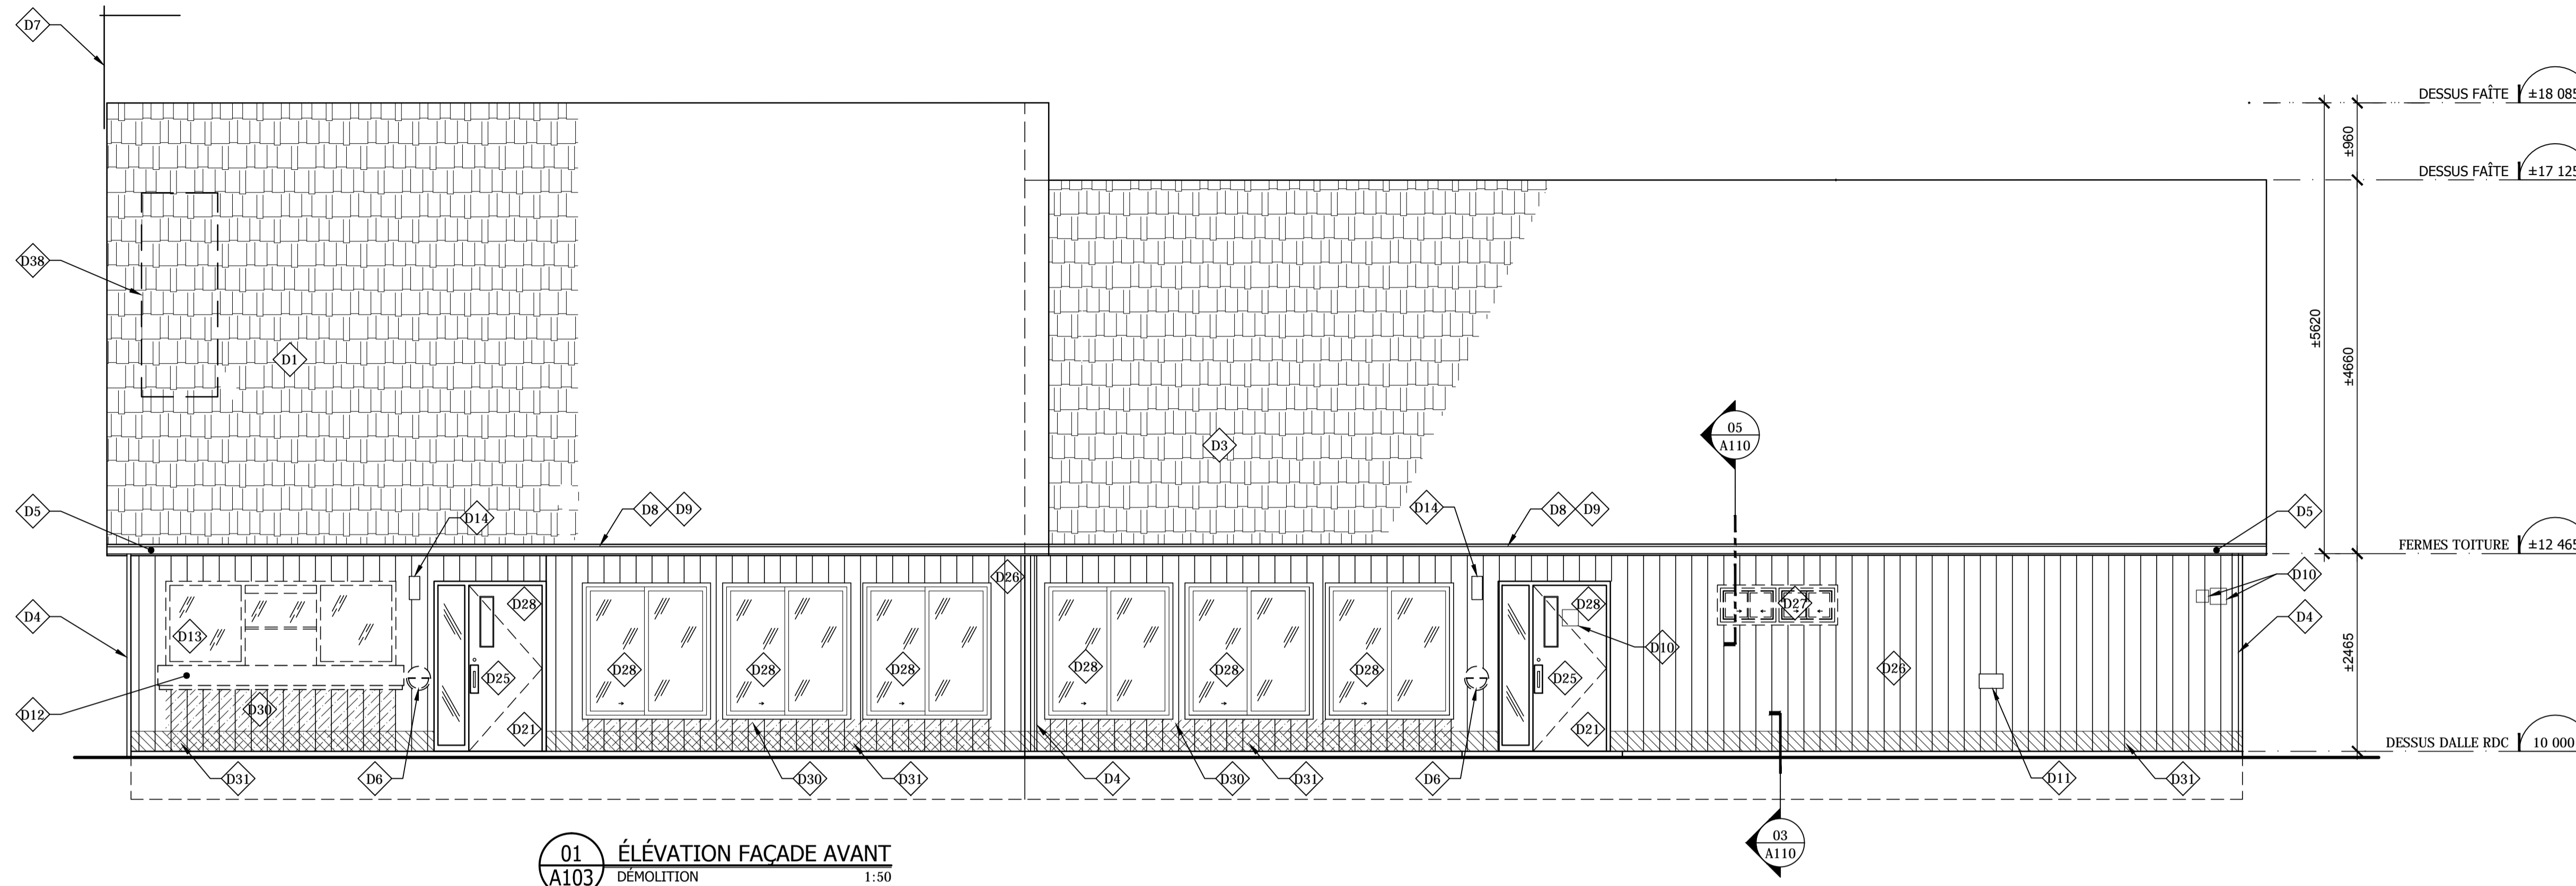 D7
DESSUS FAÎTE ±18 085
±960
DESSUS FAÎTE ±17 125
D38
D1
±5620
±4660
D3
05
A110
D5
D14
D8 D9
D14
D8 D9
D5
FERMES TOITURE ±12 465
D26
D10
D28
D28
D27
D4
D13
D10
D4
D28
D28
D28
D28
D28
D28
D26
±2465
D25
D25
D12
D30
D21
D21
DESSUS DALLE RDC 10 000
D31
D6
D30
D31
D4
D30
D31
D6
D11
D31
03
A110
01
A103
ÉLÉVATION FAÇADE AVANT
DÉMOLITION 1:50